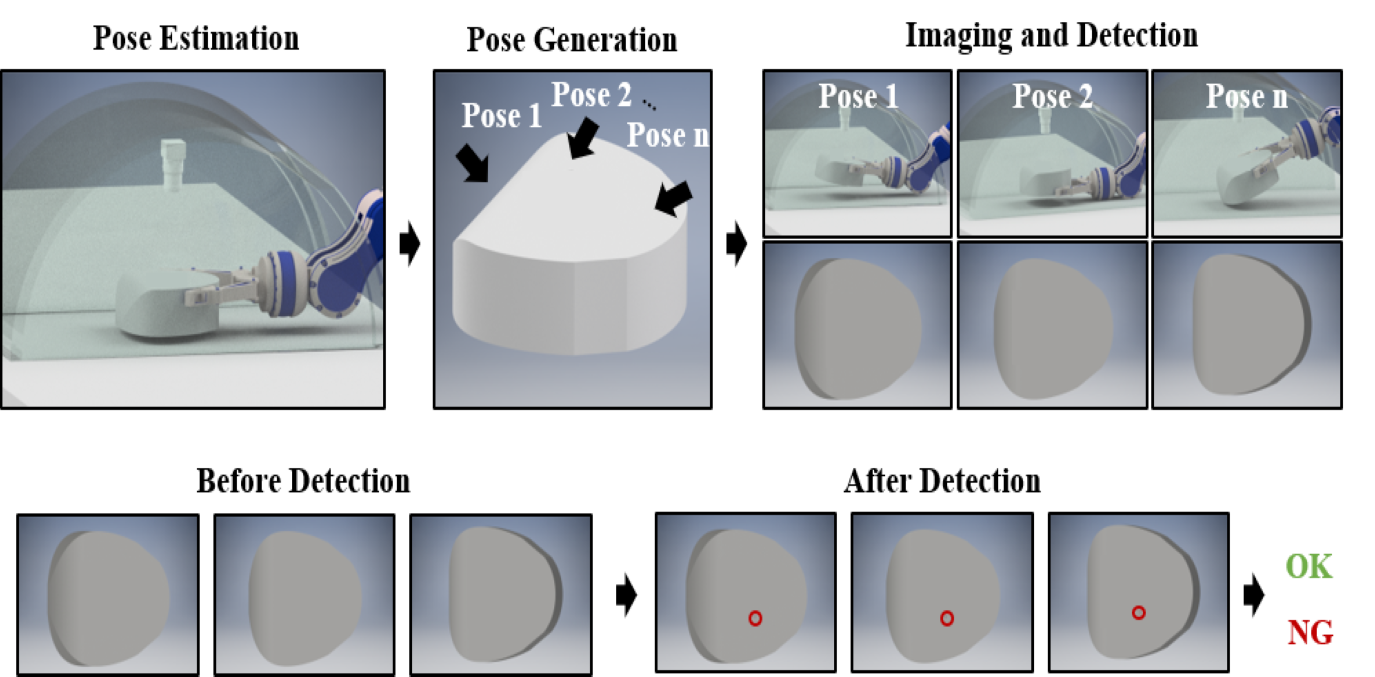 Pose Estimation
Pose Generation
Imaging and Detection
Pose 1
Pose 2 ...
Pose n
Pose 1
Pose 2
Pose n
Before Detection
After Detection
OK
NG